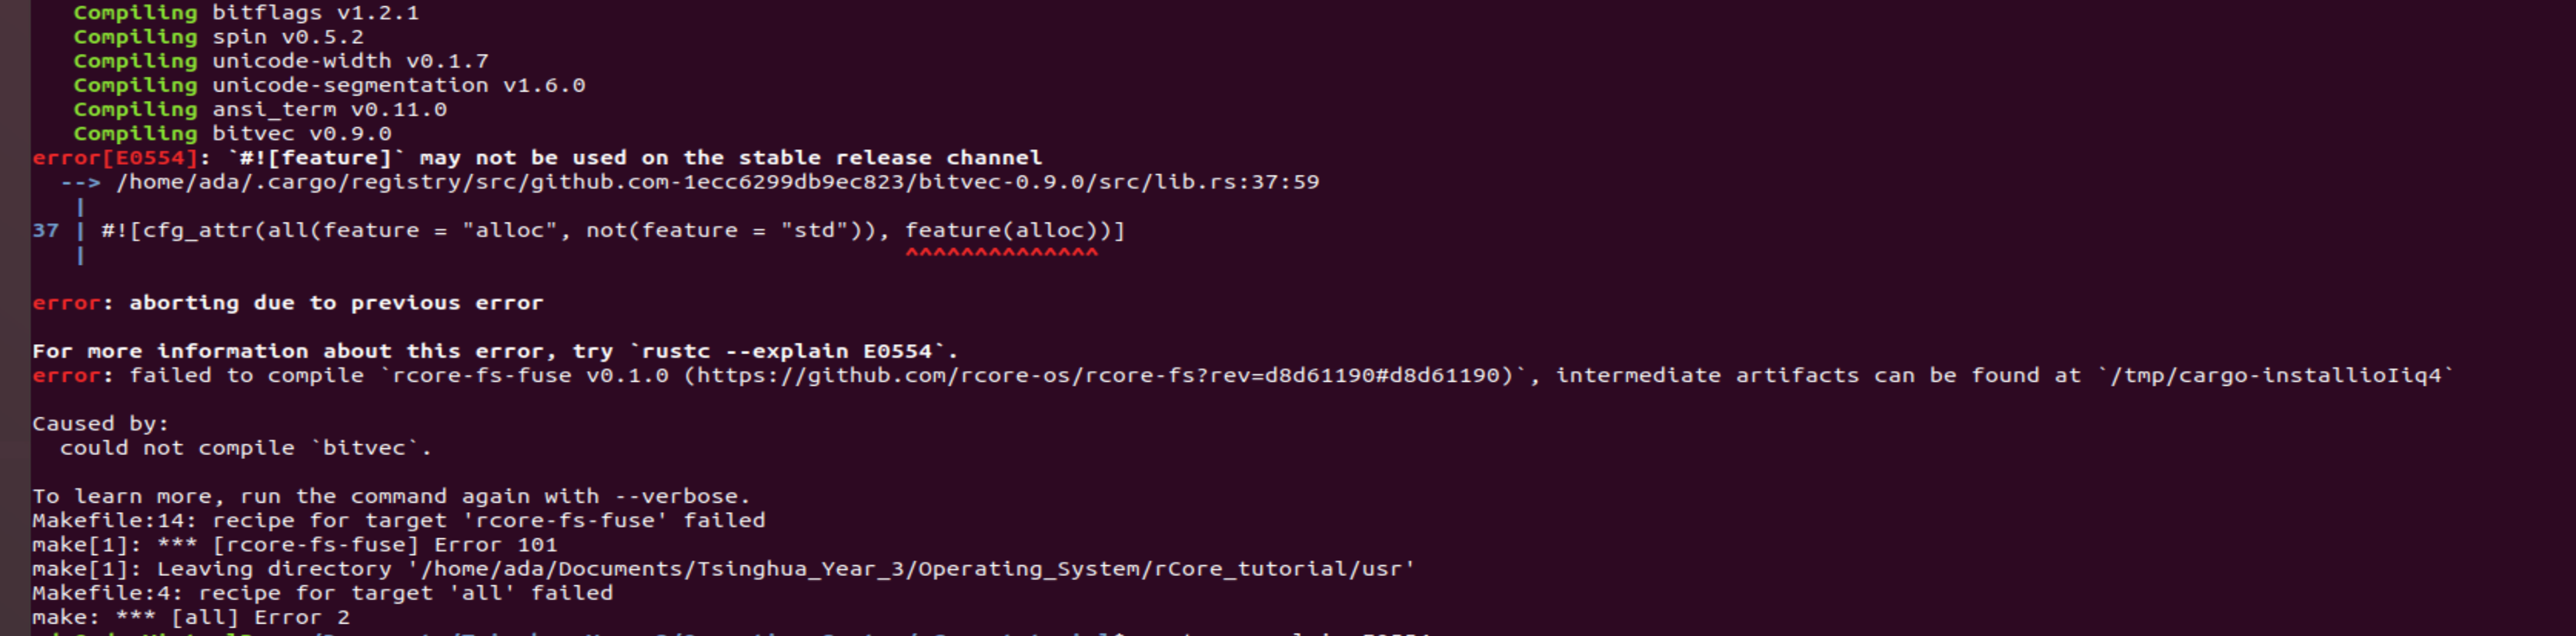 Compiling bitflags v1.2.1
Compiling spin v0.5.2
Compiling unicode-width v0.1.7
Compiling unicode-segmentation v1.6.0
Compiling ansi_term v0.11.0
Compiling bitvec v0.9.0
error[E0554]: `#![feature]` may not be used on the stable release channel
--> /home/ada/.cargo/registry/src/github.com-1ecc6299db9ec823/bitvec-0.9.0/src/lib.rs:37:59
|
37 | #![cfg_attr(all(feature = "alloc", not(feature = "std")), feature(alloc))]
| ^^^^^^^^^^^^^^
error: aborting due to previous error
For more information about this error, try `rustc --explain E0554`.
error: failed to compile `rcore-fs-fuse v0.1.0 (https://github.com/rcore-os/rcore-fs?rev=d8d61190#d8d61190)`, intermediate artifacts can be found at `/tmp/cargo-installioIiq4`
Caused by:
could not compile `bitvec`.
To learn more, run the command again with --verbose.
Makefile:14: recipe for target 'rcore-fs-fuse' failed
make[1]: *** [rcore-fs-fuse] Error 101
make[1]: Leaving directory '/home/ada/Documents/Tsinghua_Year_3/Operating_System/rCore_tutorial/usr'
Makefile:4: recipe for target 'all' failed
make: *** [all] Error 2